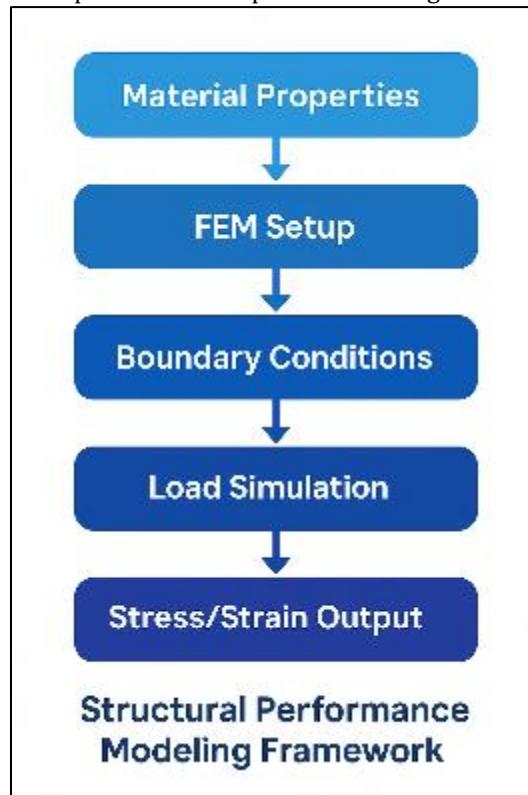 Material Properties
FEM Setup
Boundary Conditions
Load Simulation
Stress/Strain Output
Structural Performance
Modeling Framework